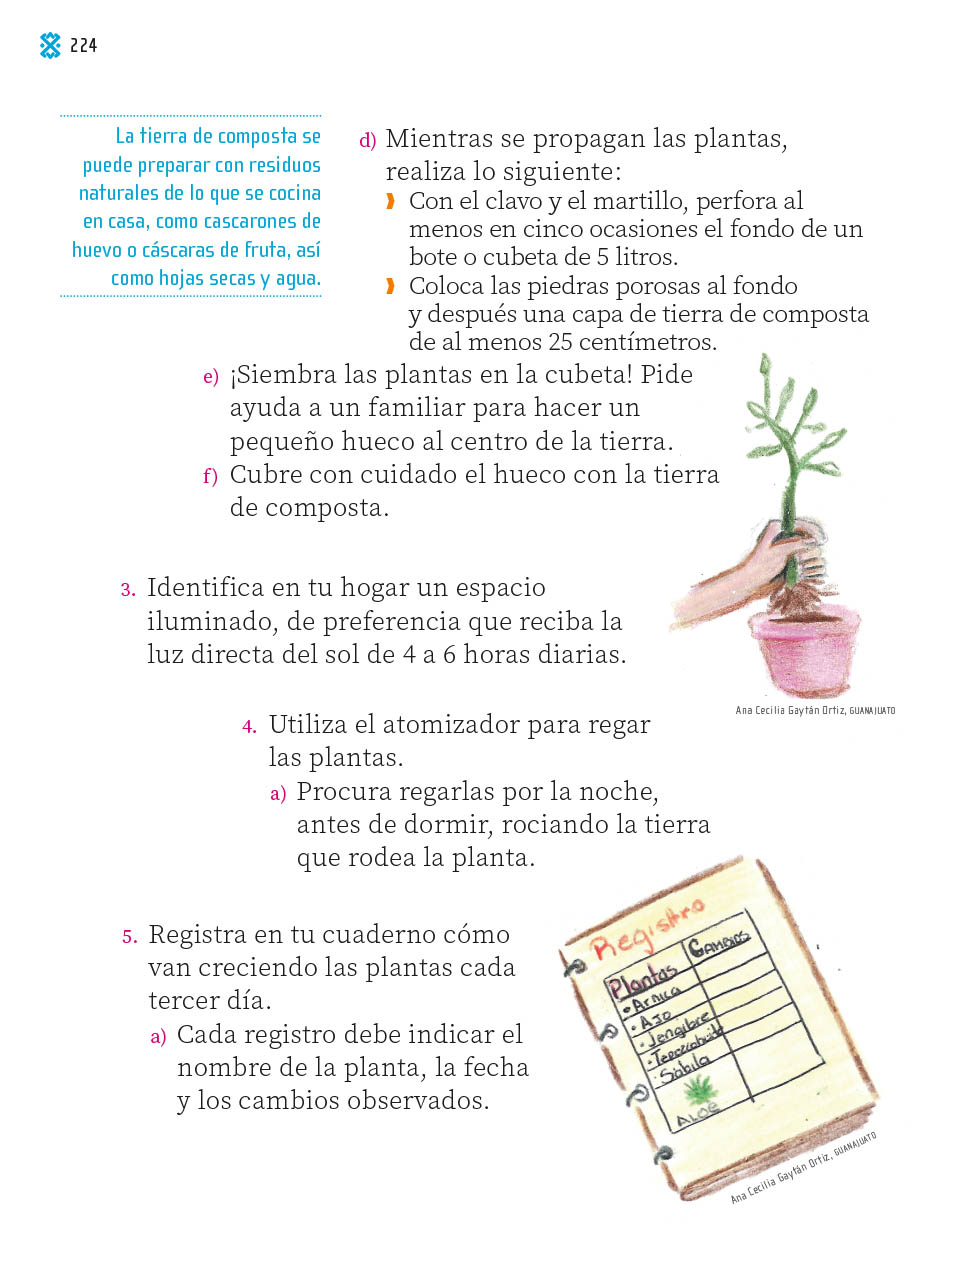 224
La tierra de composta se
puede preparar con residuos
naturales de lo que se cocina
en casa, como cascarones de
huevo o cáscaras de fruta, así
como hojas secas y agua.
d) Mientras se propagan las plantas,
realiza lo siguiente:
Con el clavo y el martillo, perfora al
menos en cinco ocasiones el fondo de un
bote o cubeta de 5 litros.
Coloca las piedras porosas al fondo
y después una capa de tierra de composta
de al menos 25 centímetros.
e) ¡Siembra las plantas en la cubeta! Pide
ayuda a un familiar para hacer un
pequeño hueco al centro de la tierra.
f) Cubre con cuidado el hueco con la tierra
de composta.
Ana Cecilia Gaytán Ortiz, GUANAJUATO
3. Identifica en tu hogar un espacio
iluminado, de preferencia que reciba la
luz directa del sol de 4 a 6 horas diarias.
4. Utiliza el atomizador para regar
las plantas.
a) Procura regarlas por la noche,
antes de dormir, rociando la tierra
que rodea la planta.
5. Registra en tu cuaderno cómo
van creciendo las plantas cada
tercer día.
a) Cada registro debe indicar el
nombre de la planta, la fecha
y los cambios observados.
Registro
Plantas CAMBIOS
• Arnica
• AJO
• Jengibre
• Sábila
ALOE
Ana Cecilia Gaytán Ortiz, GUANAJUATO